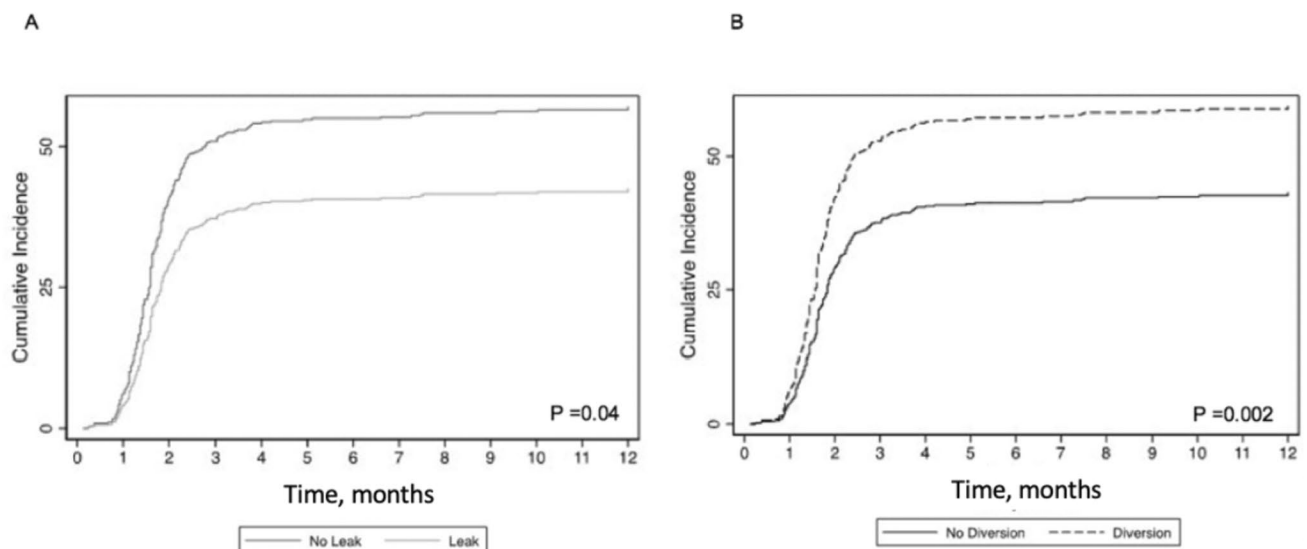 A
B
Cumulative Incidence
50
25
0
P =0.04
0 1 2 3 4 5 6 7 8 9 10 11 12
Time, months
No Leak Leak
Cumulative Incidence
50
25
0
P =0.002
0 1 2 3 4 5 6 7 8 9 10 11 12
Time, months
No Diversion Diversion